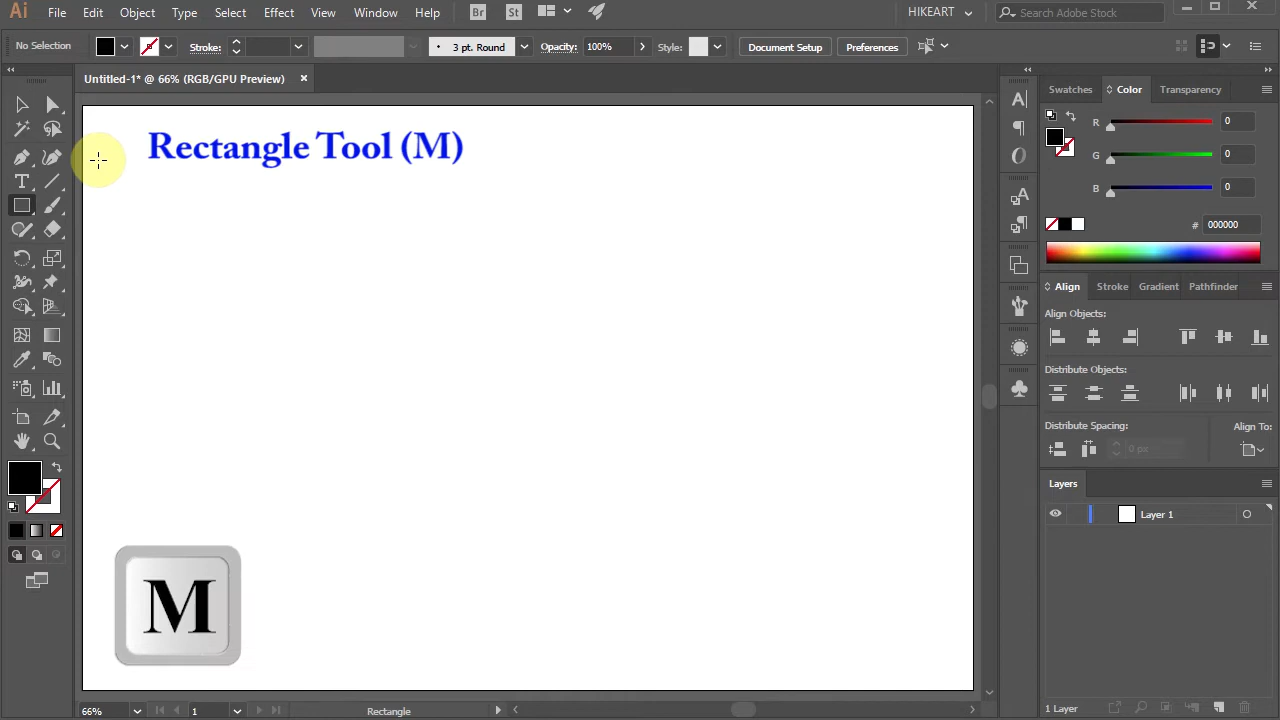 Ai File Edit Object Type Select Effect View Window Help Br St HIKEART Search Adobe Stock
No Selection Stroke: 3 pt. Round Opacity: 100% Style: Document Setup Preferences
Untitled-1* @ 66% (RGB/GPU Preview)
Swatches Color Transparency
Rectangle Tool (M)
R 0
G 0
B 0
# 000000
Align Stroke Gradient Pathfinder
Align Objects:
Distribute Objects:
Distribute Spacing: Align To:
0 px
Layers
Layer 1
M
66% 1 Rectangle
1 Layer